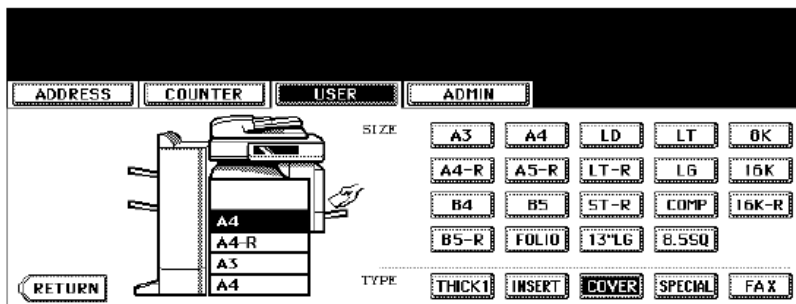 ADDRESS COUNTER USER ADMIN
SIZE A3 A4 LD LT 8K
A4-R A5-R LT-R LG 16K
B4 B5 ST-R COMP 16K-R
A4
A4-R B5-R FOLIO 13"LG 8.5SQ
A3
RETURN A4 TYPE THICK1 INSERT COVER SPECIAL FAX